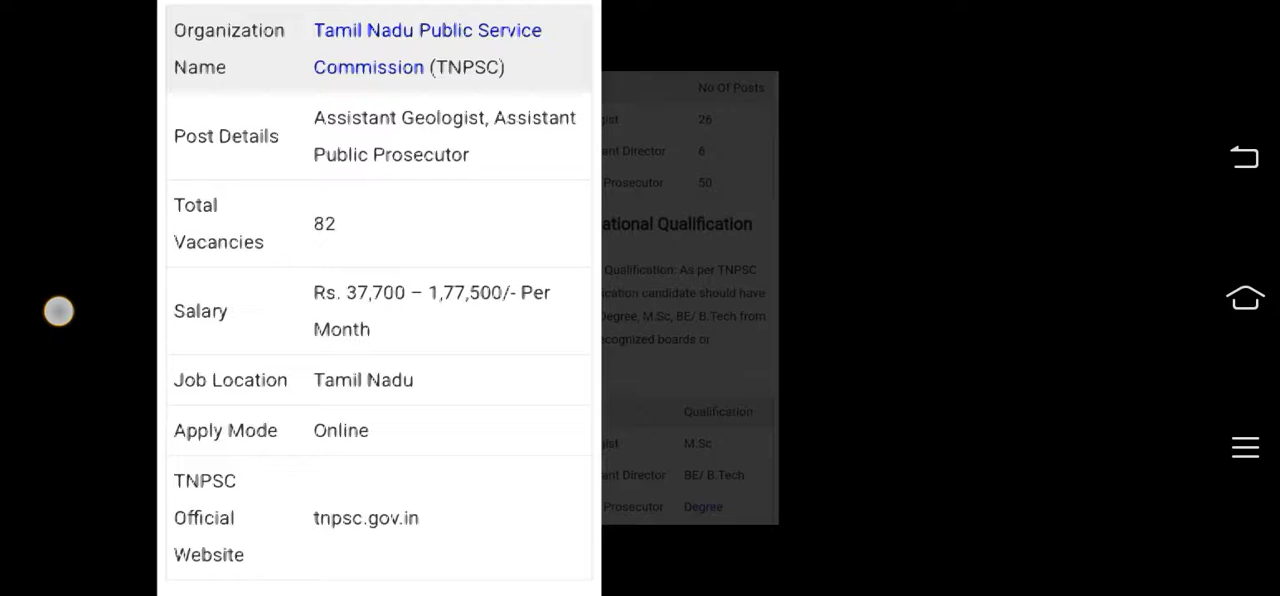 Organization Name
Tamil Nadu Public Service
Commission (TNPSC)
Post Details
Assistant Geologist, Assistant
Public Prosecutor
Total
Vacancies
82
Salary
Rs. 37,700 – 1,77,500/- Per
Month
Job Location
Tamil Nadu
Apply Mode
Online
TNPSC
Official
Website
tnpsc.gov.in
No Of Posts
gist 26
ant Director 6
Prosecutor 50
ational Qualification
Qualification: As per TNPSC
ication candidate should have
Degree, M.Sc, BE/ B.Tech from
ecognized boards or
Qualification
gist M.Sc
ant Director BE/ B.Tech
Prosecutor Degree